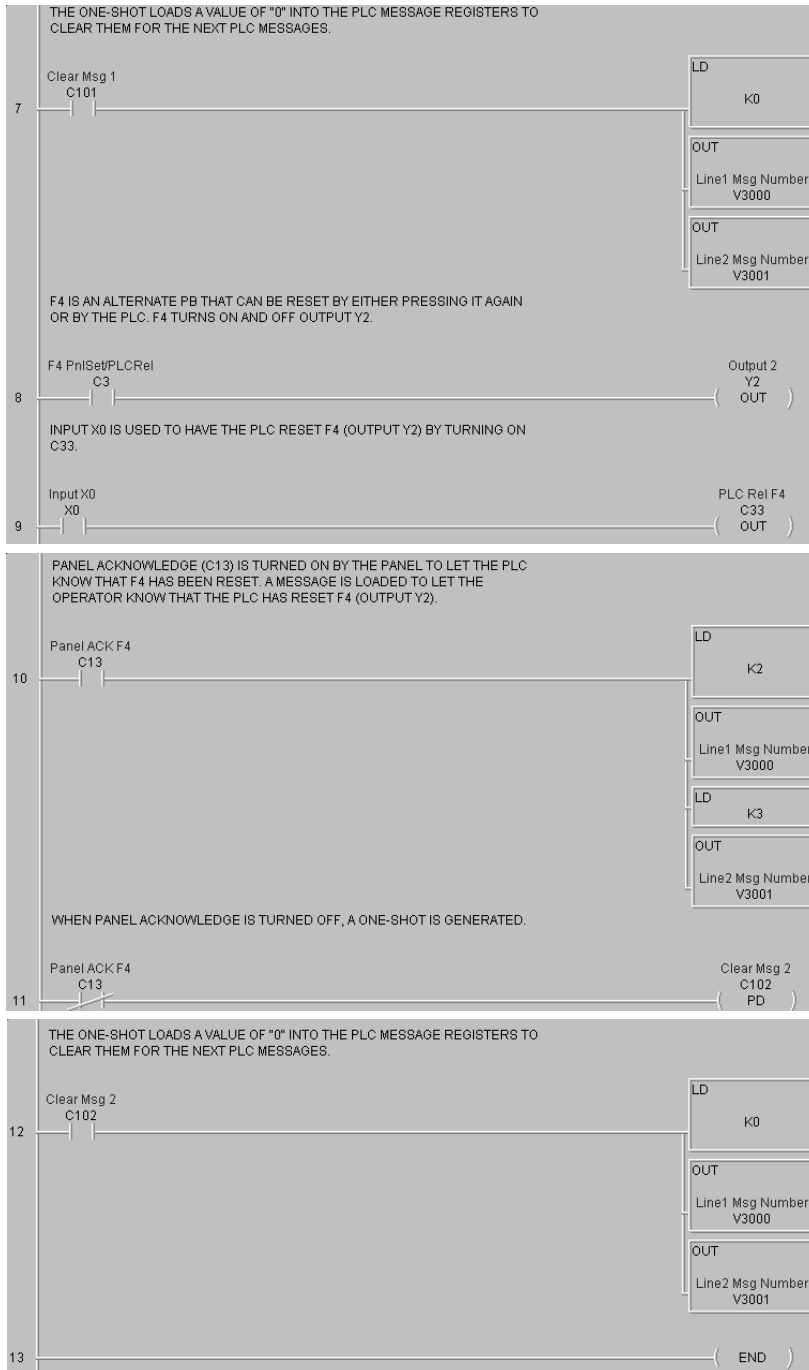 THE ONE-SHOT LOADS A VALUE OF "0" INTO THE PLC MESSAGE REGISTERS TO
CLEAR THEM FOR THE NEXT PLC MESSAGES.
Clear Msg 1
C101
7
LD
K0
OUT
Line1 Msg Number
V3000
OUT
Line2 Msg Number
V3001
F4 IS AN ALTERNATE PB THAT CAN BE RESET BY EITHER PRESSING IT AGAIN
OR BY THE PLC. F4 TURNS ON AND OFF OUTPUT Y2.
F4 PnlSet/PLCRel
C3
8
Output 2
Y2
OUT
INPUT X0 IS USED TO HAVE THE PLC RESET F4 (OUTPUT Y2) BY TURNING ON
C33.
Input X0
X0
9
PLC Rel F4
C33
OUT
PANEL ACKNOWLEDGE (C13) IS TURNED ON BY THE PANEL TO LET THE PLC
KNOW THAT F4 HAS BEEN RESET. A MESSAGE IS LOADED TO LET THE
OPERATOR KNOW THAT THE PLC HAS RESET F4 (OUTPUT Y2).
Panel ACK F4
C13
10
LD
K2
OUT
Line1 Msg Number
V3000
LD
K3
OUT
Line2 Msg Number
V3001
WHEN PANEL ACKNOWLEDGE IS TURNED OFF, A ONE-SHOT IS GENERATED.
Panel ACK F4
C13
11
Clear Msg 2
C102
PD
THE ONE-SHOT LOADS A VALUE OF "0" INTO THE PLC MESSAGE REGISTERS TO
CLEAR THEM FOR THE NEXT PLC MESSAGES.
Clear Msg 2
C102
12
LD
K0
OUT
Line1 Msg Number
V3000
OUT
Line2 Msg Number
V3001
13
END